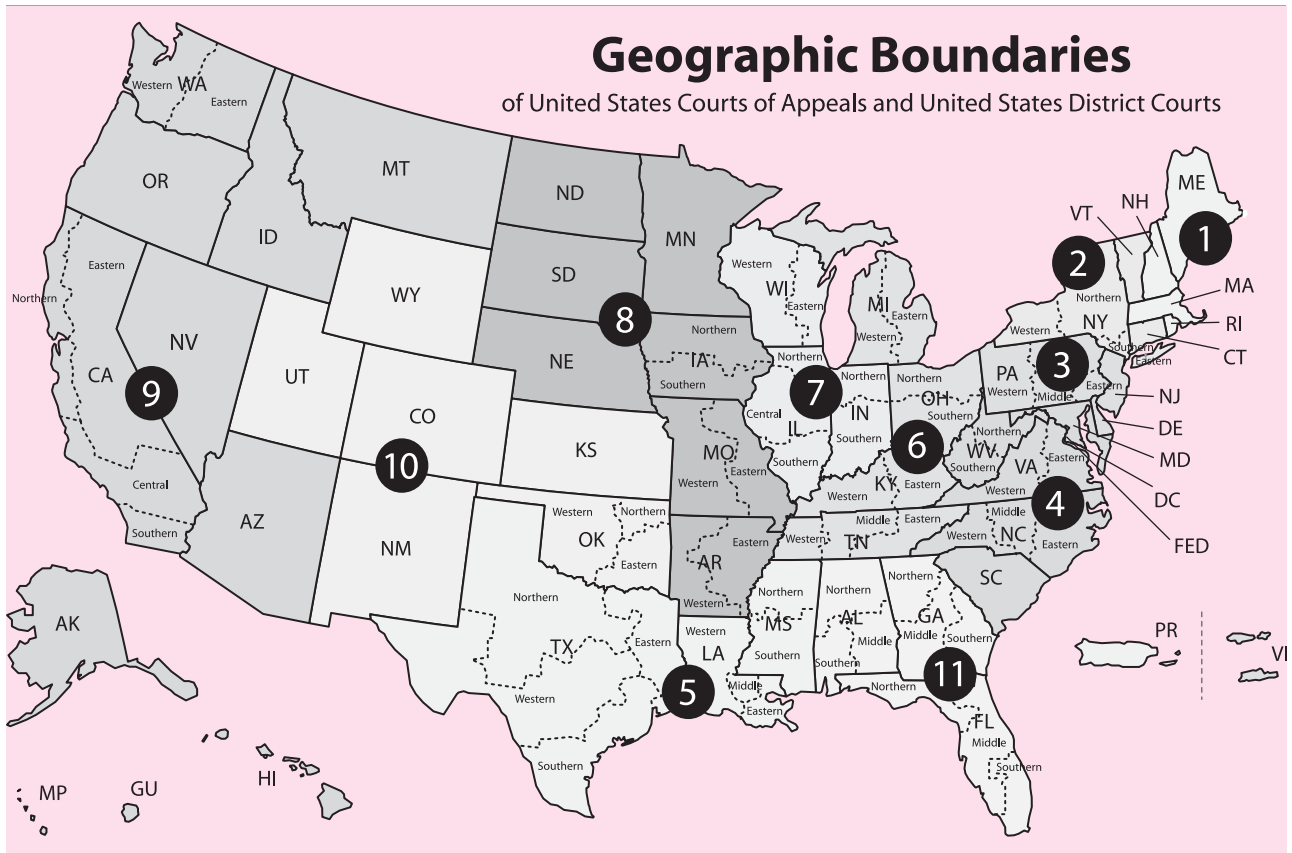 Geographic Boundaries
of United States Courts of Appeals and United States District Courts
WA
Western
Eastern
OR
ID
MT
ND
MN
SD
8
WY
NE
Northern
IA
Southern
Northern
Eastern
CA
Central
Southern
NV
9
UT
CO
10
KS
AZ
NM
Western
Northern
OK
Eastern
MO
Western
Eastern
AR
Eastern
Western
Northern
TX
Eastern
Western
Southern
Western
LA
5
Middle
Eastern
Western
WI
Eastern
MI
Eastern
Western
Northern
7
Central
IL
Southern
Northern
IN
Southern
Northern
OH
Southern
6
KY
Western
Eastern
Western
Middle
TN
Eastern
Northern
MS
Southern
Northern
AL
Middle
Southern
Northern
GA
Middle
Southern
11
Northern
FL
Middle
Southern
ME
1
NH
VT
2
Northern
NY
Western
Southern
Eastern
MA
RI
CT
PA
Western
3
Middle
Eastern
NJ
DE
MD
DC
FED
Northern
WV
Southern
VA
Eastern
Western
4
Middle
NC
Western
Eastern
SC
PR
VI
AK
HI
MP
GU